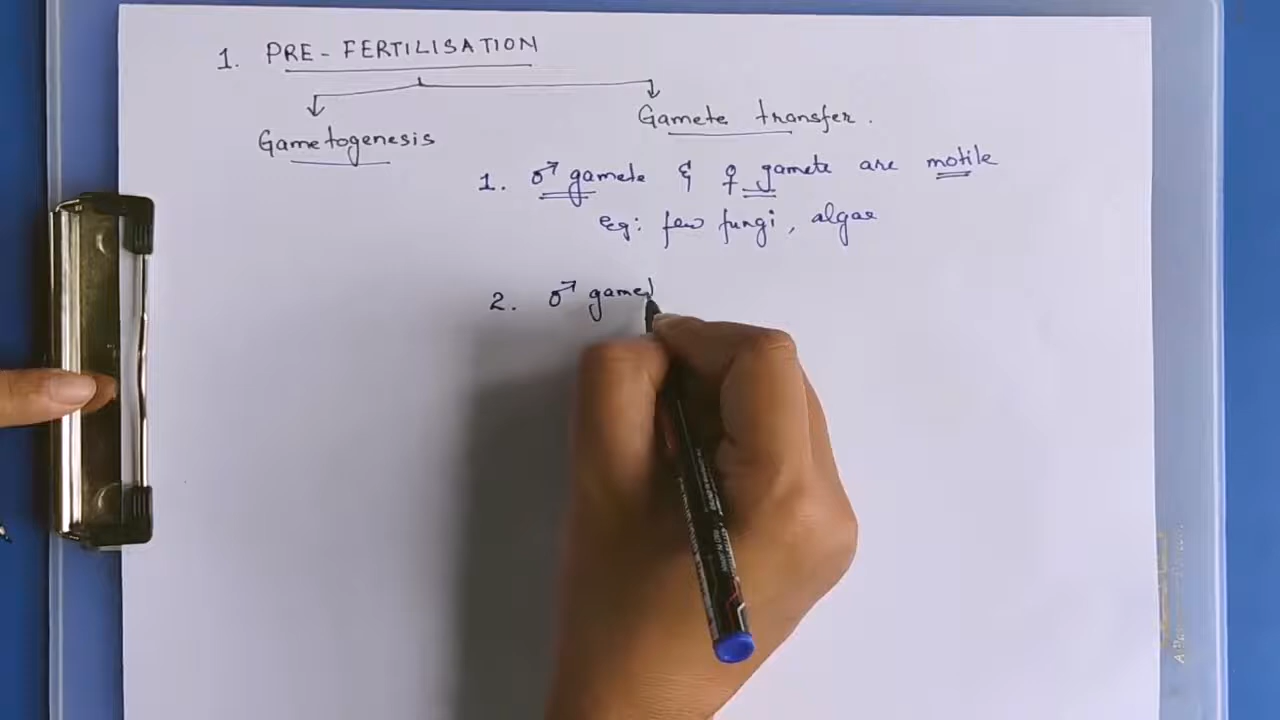 1. PRE-FERTILISATION
Gametogenesis
Gamete transfer.
1. ♂ gamete & ♀ gamete are motile
eg: few fungi, algae
2. ♂ game